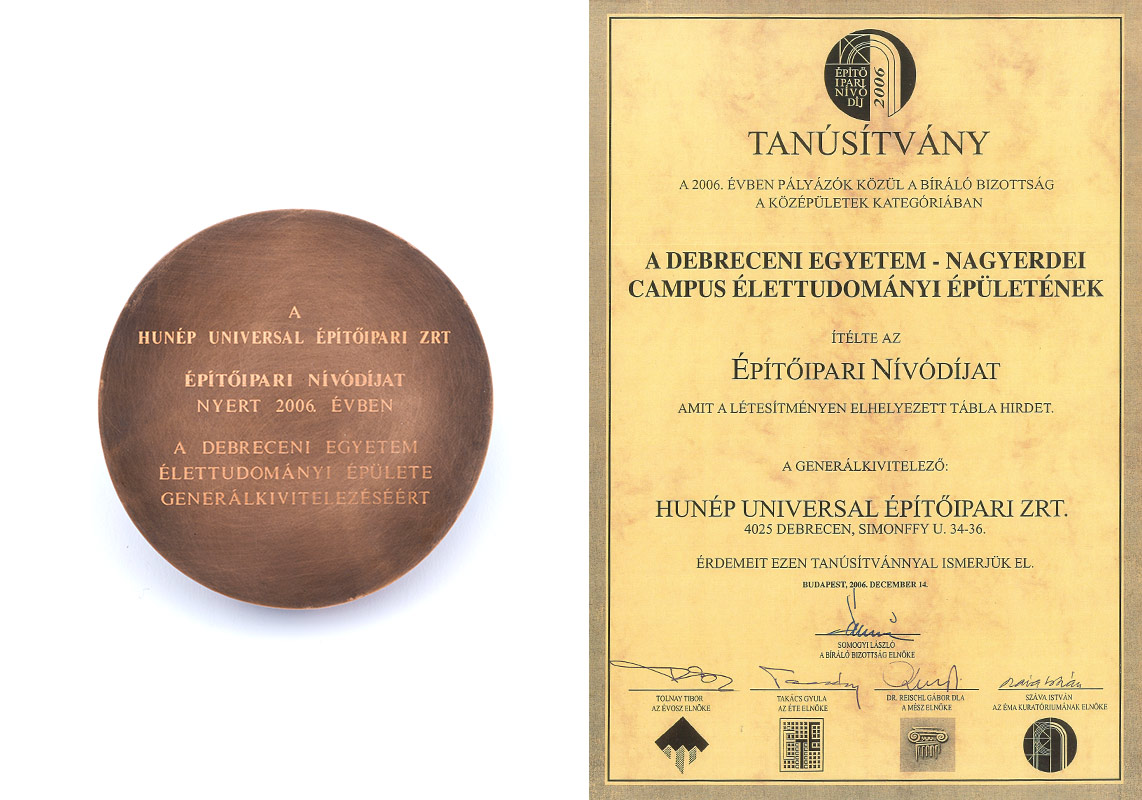 A
HUNÉP UNIVERSAL ÉPÍTŐIPARI ZRT
ÉPÍTŐIPARI NÍVÓDÍJAT
NYERT 2006. ÉVBEN
A DEBRECENI EGYETEM
ÉLETTUDOMÁNYI ÉPÜLETE
GENERÁLKIVITELEZÉSÉÉRT
ÉPÍTŐ
IPARI
NÍVÓ
DÍJ
2006
TANÚSÍTVÁNY
A 2006. ÉVBEN PÁLYÁZÓK KÖZÜL A BÍRÁLÓ BIZOTTSÁG
A KÖZÉPÜLETEK KATEGÓRIÁBAN
A DEBRECENI EGYETEM - NAGYERDEI
CAMPUS ÉLETTUDOMÁNYI ÉPÜLETÉNEK
ÍTÉLTE AZ
ÉPÍTŐIPARI NÍVÓDÍJAT
AMIT A LÉTESÍTMÉNYEN ELHELYEZETT TÁBLA HIRDET.
A GENERÁLKIVITELEZŐ:
HUNÉP UNIVERSAL ÉPÍTŐIPARI ZRT.
4025 DEBRECEN, SIMONFFY U. 34-36.
ÉRDEMEIT EZEN TANÚSÍTVÁNNYAL ISMERJÜK EL.
BUDAPEST, 2006. DECEMBER 14.
SOMOGYI LÁSZLÓ
A BÍRÁLÓ BIZOTTSÁG ELNÖKE
TOLNAY TIBOR
AZ ÉVOSZ ELNÖKE
TAKÁCS GYULA
AZ ÉTE ELNÖKE
DR. REISCHL GÁBOR DLA
A MÉSZ ELNÖKE
SZÁVA ISTVÁN
AZ ÉMA KURATÓRIUMÁNAK ELNÖKE